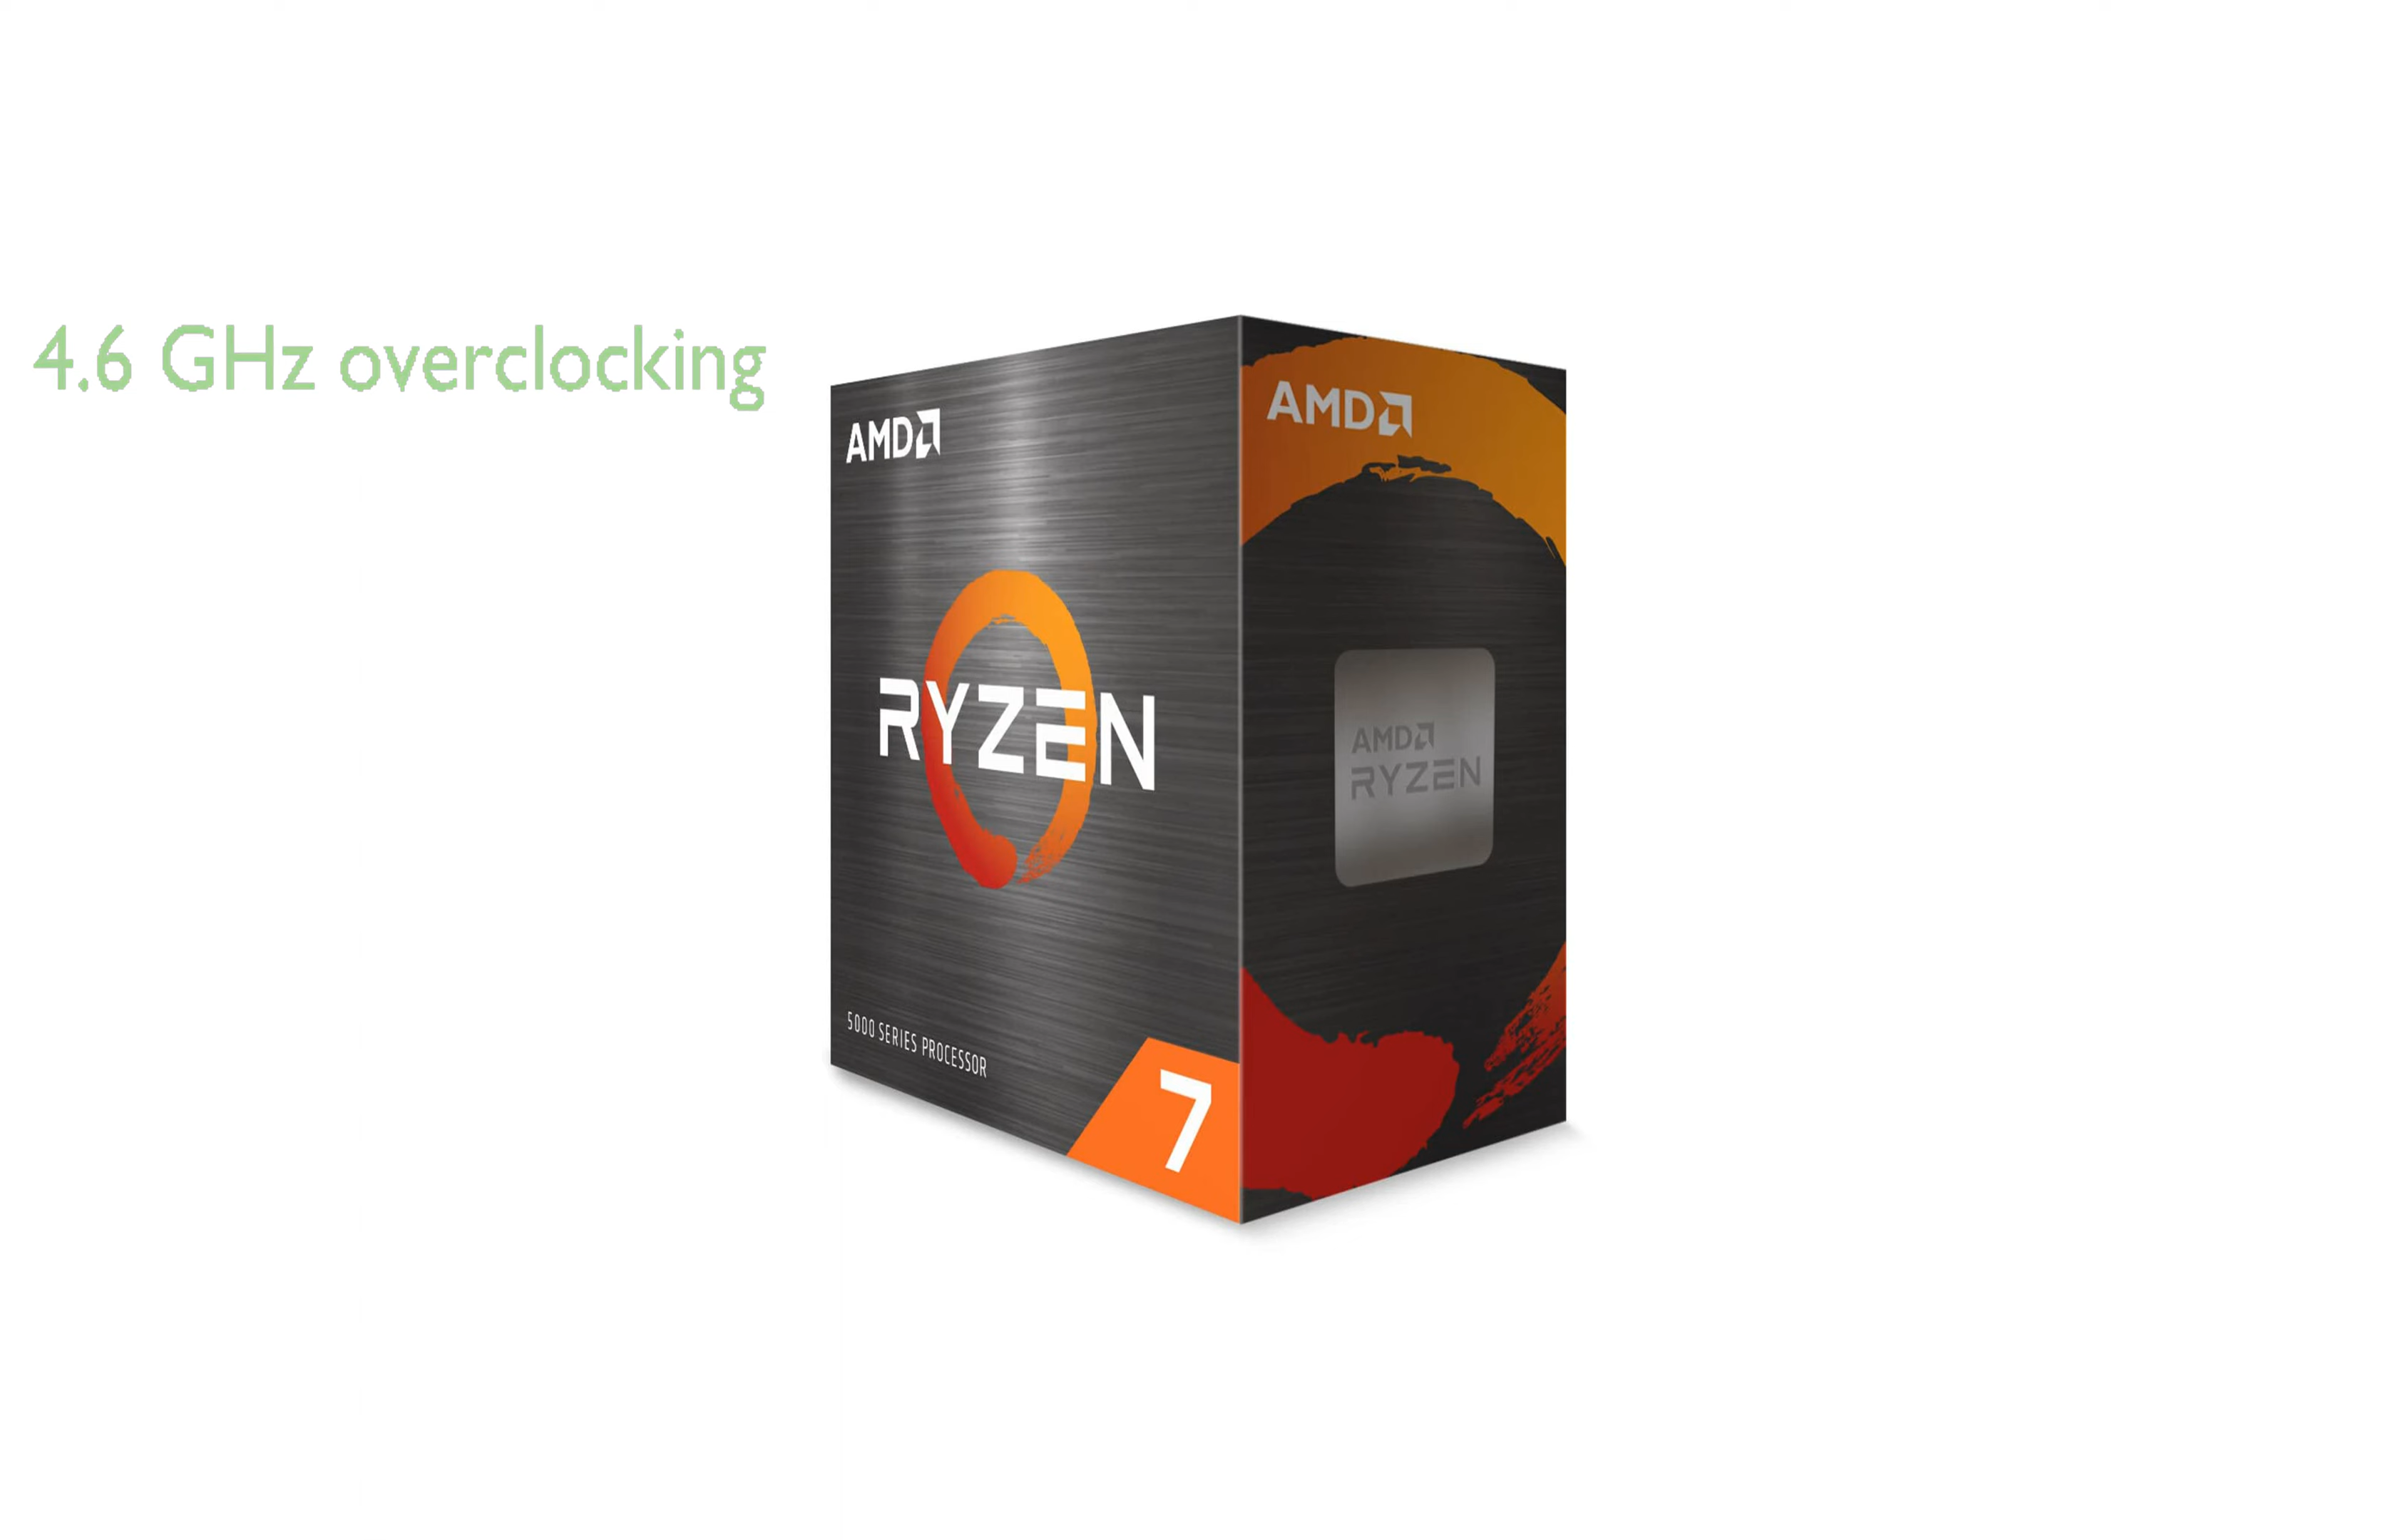 4.6 GHz overclocking
AMD
AMD
RYZEN
AMD
RYZEN
5000 SERIES PROCESSOR
7